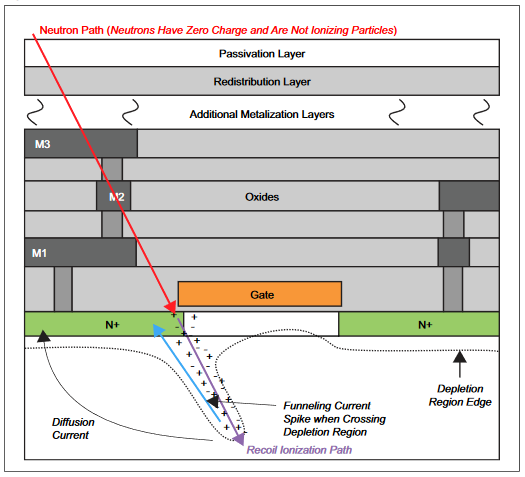 Neutron Path (Neutrons Have Zero Charge and Are Not Ionizing Particles)
Passivation Layer
Redistribution Layer
Additional Metalization Layers
M3
M2
Oxides
M1
Gate
N+
N+
Depletion
Region Edge
Funneling Current
Spike when Crossing
Depletion Region
Diffusion
Current
Recoil Ionization Path